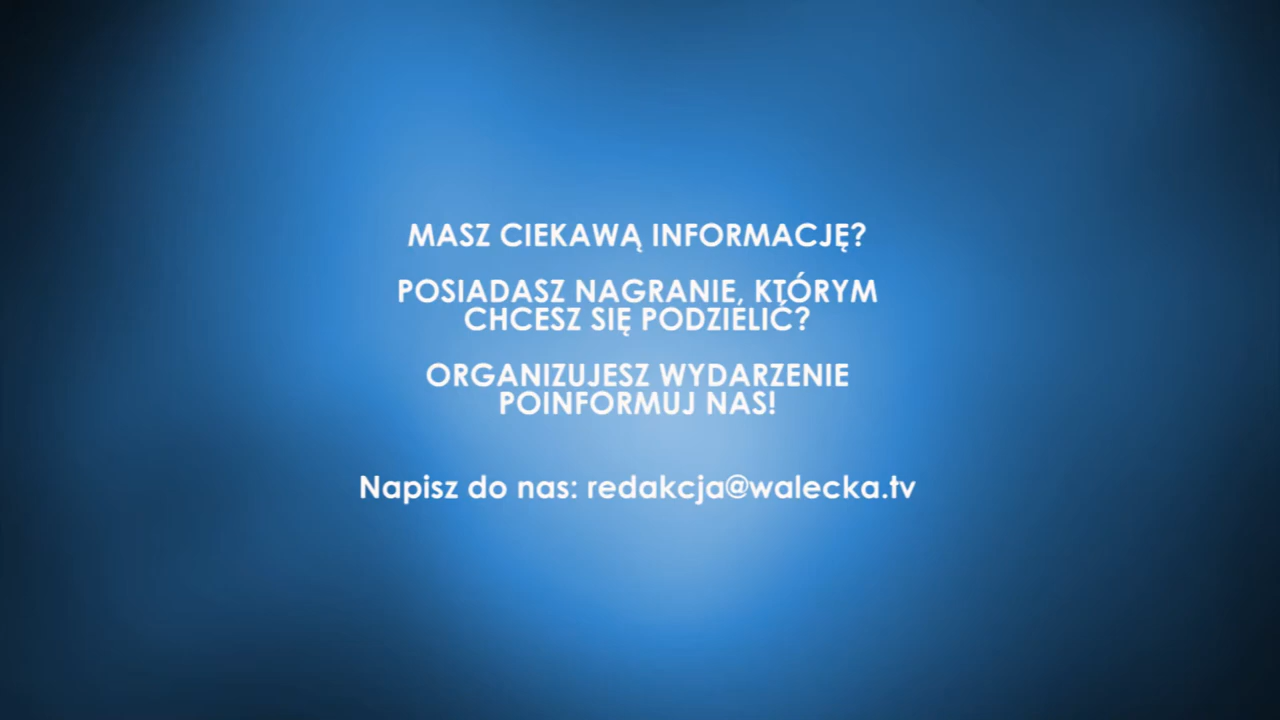 MASZ CIEKAWĄ INFORMACJĘ?
POSIADASZ NAGRANIE, KTÓRYM
CHCESZ SIĘ PODZIELIĆ?
ORGANIZUJESZ WYDARZENIE
POINFORMUJ NAS!
Napisz do nas: redakcja@walecka.tv